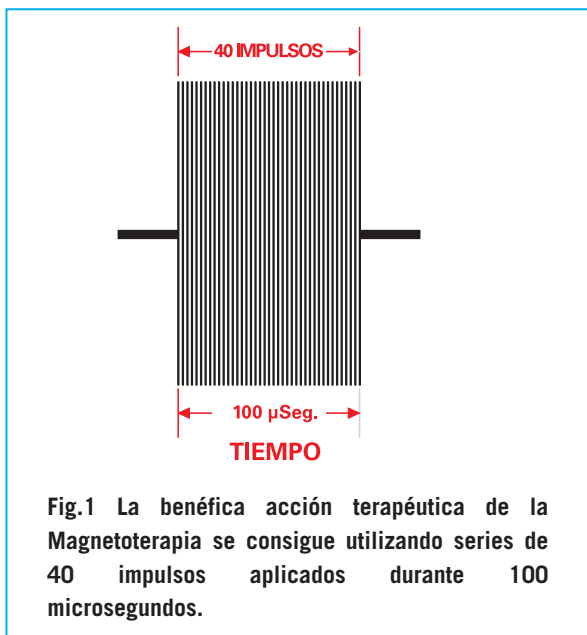 40 IMPULSOS
100 µSeg.
TIEMPO
Fig.1 La benéfica acción terapéutica de la
Magnetoterapia se consigue utilizando series de
40 impulsos aplicados durante 100
microsegundos.